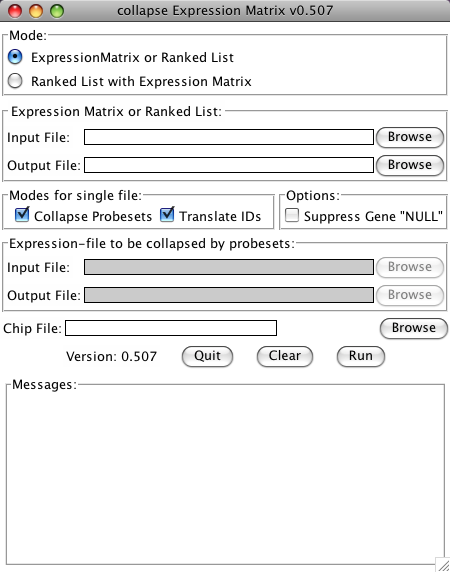 collapse Expression Matrix v0.507
Mode:
ExpressionMatrix or Ranked List
Ranked List with Expression Matrix
Expression Matrix or Ranked List:
Input File: Browse
Output File: Browse
Modes for single file: Options:
Collapse Probesets Translate IDs Suppress Gene "NULL"
Expression-file to be collapsed by probesets:
Input File: Browse
Output File: Browse
Chip File: Browse
Version: 0.507 Quit Clear Run
Messages: